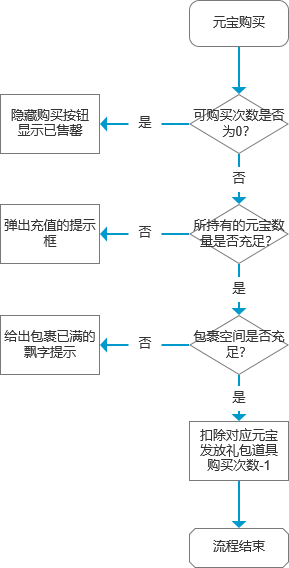 元宝购买
可购买次数是否
为0?
是
隐藏购买按钮
显示已售罄
否
所持有的元宝数
量是否充足?
否
弹出充值的提示
框
是
包裹空间是否充
足?
否
给出包裹已满的
飘字提示
是
扣除对应元宝
发放礼包道具
购买次数-1
流程结束